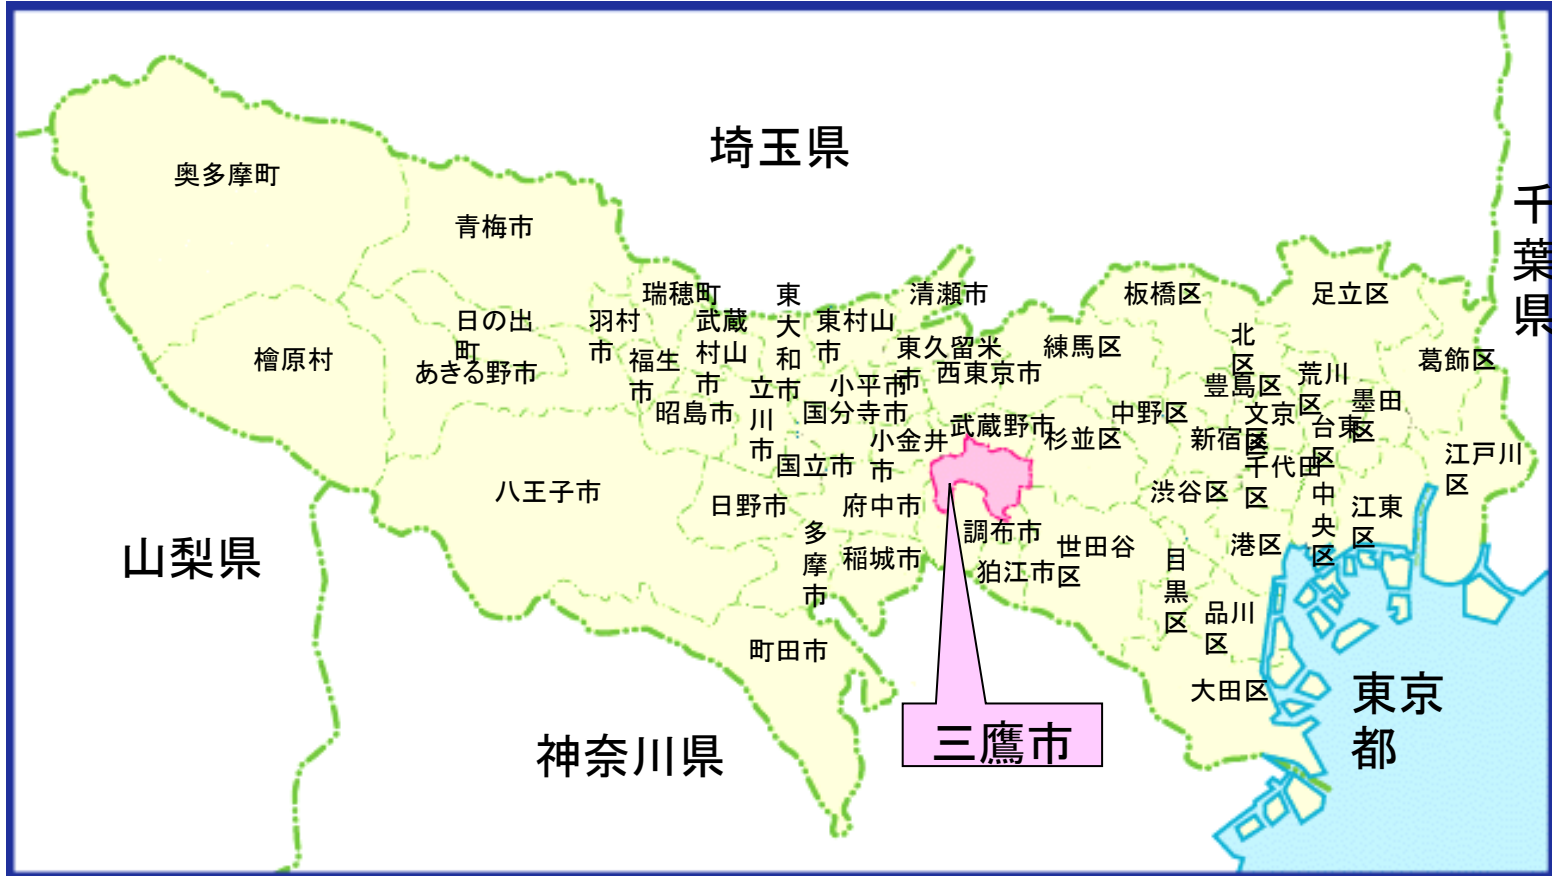 埼玉県
千
葉
県
奥多摩町
青梅市
瑞穂町
東
大
和
市
清瀬市
板橋区
足立区
日の出
町
羽村
市
武蔵
村山
市
東村山
市
北
区
檜原村
あきる野市
福生
市
東久留米
市
練馬区
葛飾区
西東京市
立
川
市
小平市
豊島区
荒川
区
昭島市
国分寺市
中野区
文京
区
墨田
区
武蔵野市
杉並区
新宿区
台東
区
小金井
市
国立市
千代田
区
江戸川
区
八王子市
日野市
府中市
渋谷区
中
央
区
江東
区
多
摩
市
調布市
世田谷
区
港区
目
黒
区
稲城市
狛江市
山梨県
品川
区
町田市
大田区
東京
都
三鷹市
神奈川県